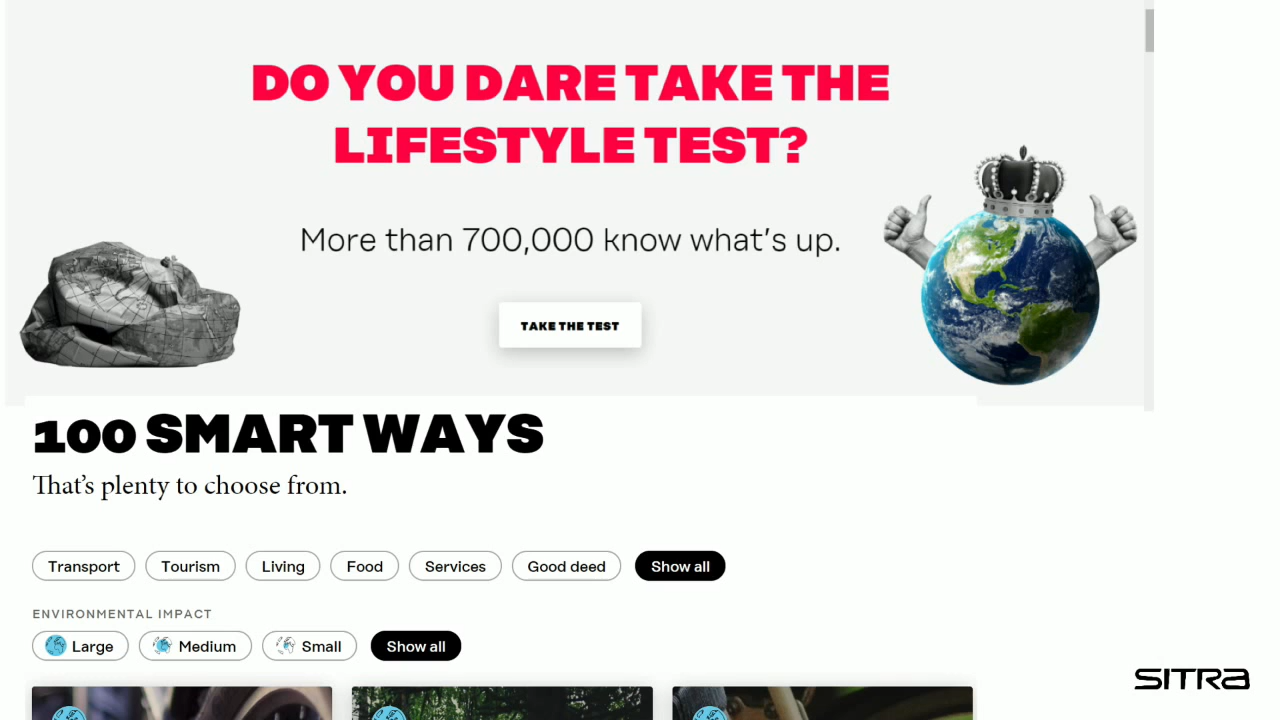 DO YOU DARE TAKE THE
LIFESTYLE TEST?
More than 700,000 know what's up.
TAKE THE TEST
100 SMART WAYS
That's plenty to choose from.
Transport Tourism Living Food Services Good deed Show all
ENVIRONMENTAL IMPACT
Large Medium Small Show all
SITRA